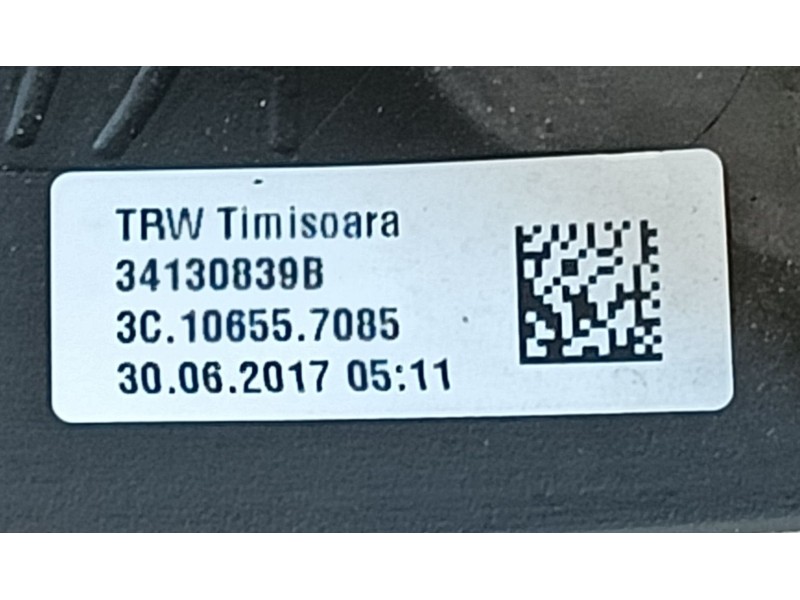 TRW Timisoara
34130839B
3C.10655.7085
30.06.2017 05:11